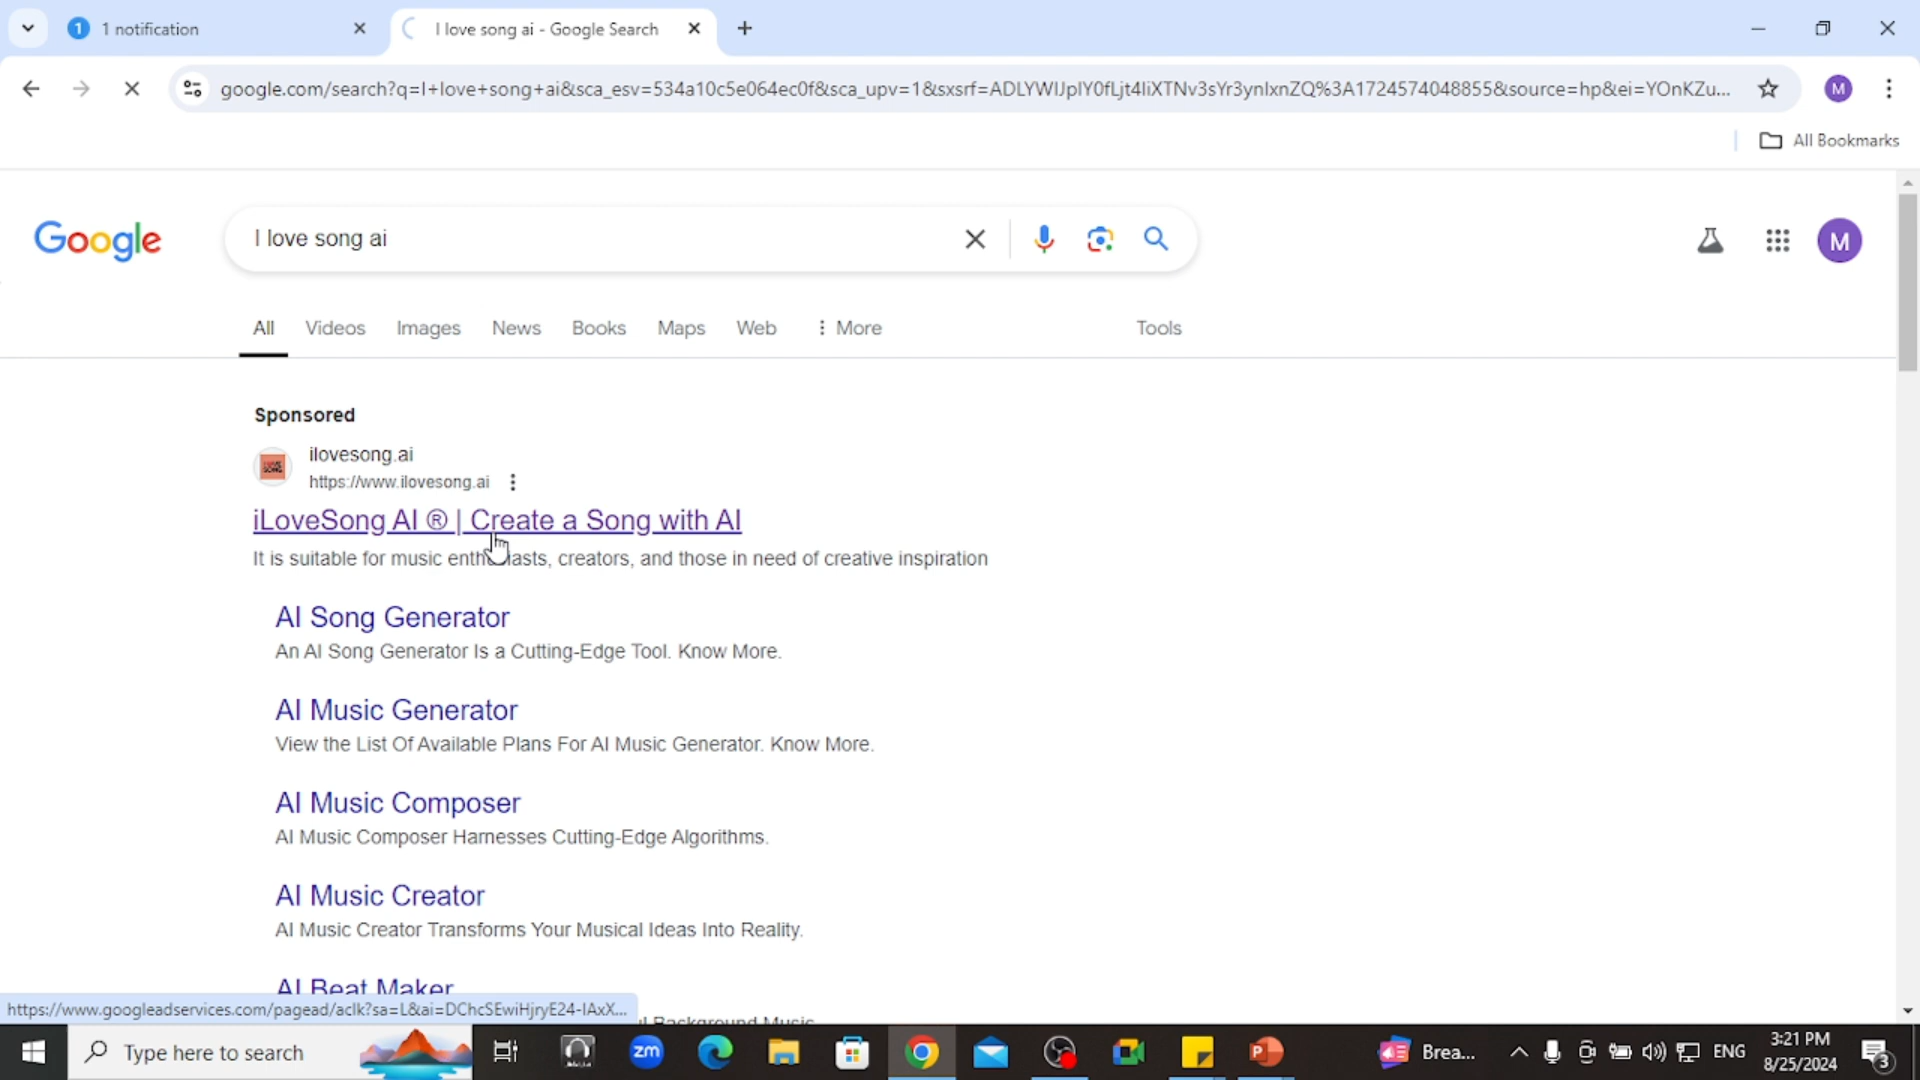 1 1 notification
I love song ai - Google Search
google.com/search?q=I+love+song+ai&sca_esv=534a10c5e064ec0f&sca_upv=1&sxsrf=ADLYWIJpIY0fLjt4IiXTNv3sYr3ynIxnZQ%3A1724574048855&source=hp&ei=YOnKZu...
M
All Bookmarks
Google
I love song ai
M
All Videos Images News Books Maps Web More Tools
Sponsored
ilovesong.ai
https://www.ilovesong.ai
iLoveSong AI ® | Create a Song with AI
It is suitable for music enthusiasts, creators, and those in need of creative inspiration
AI Song Generator
An AI Song Generator Is a Cutting-Edge Tool. Know More.
AI Music Generator
View the List Of Available Plans For AI Music Generator. Know More.
AI Music Composer
AI Music Composer Harnesses Cutting-Edge Algorithms.
AI Music Creator
AI Music Creator Transforms Your Musical Ideas Into Reality.
AI Beat Maker
https://www.googleadservices.com/pagead/aclk?sa=L&ai=DChcSEwiHjryE24-IAxX...
Background Music
Type here to search
zm
Brea...
ENG
3:21 PM
8/25/2024
3